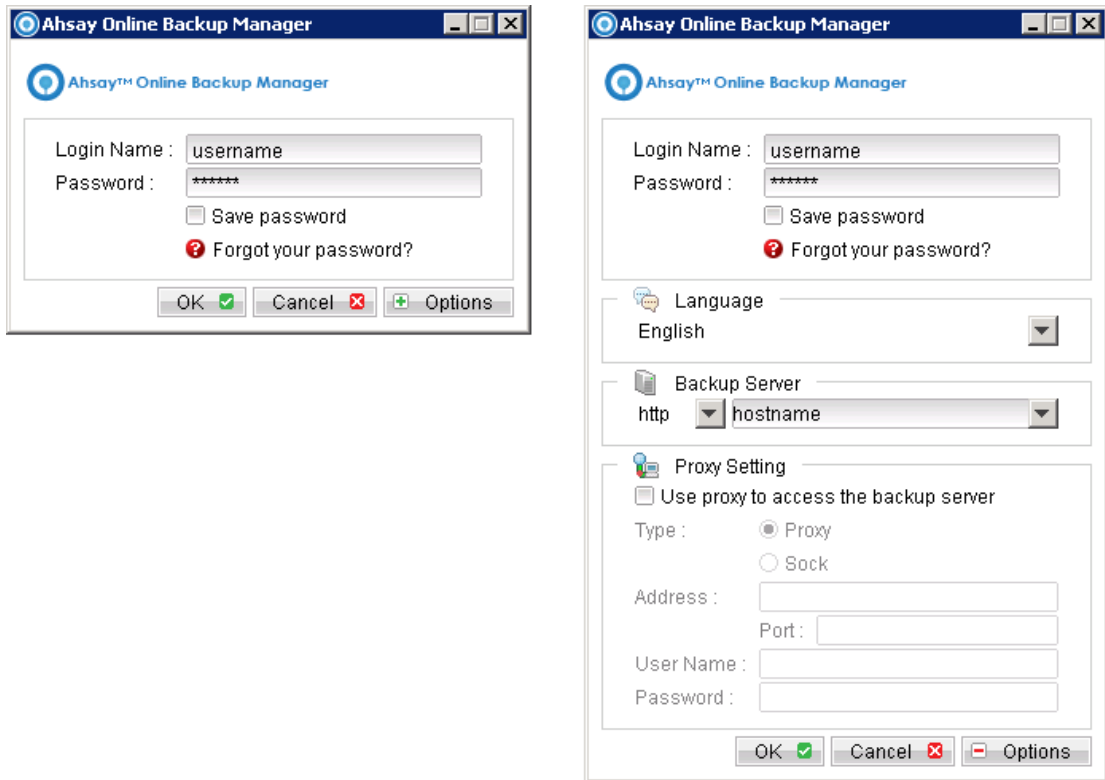 Ahsay Online Backup Manager
Ahsay™ Online Backup Manager
Login Name : username
Password : ******
Save password
Forgot your password?
OK Cancel Options
Ahsay Online Backup Manager
Ahsay™ Online Backup Manager
Login Name : username
Password : ******
Save password
Forgot your password?
Language
English
Backup Server
http hostname
Proxy Setting
Use proxy to access the backup server
Type : Proxy
Sock
Address :
Port :
User Name :
Password :
OK Cancel Options